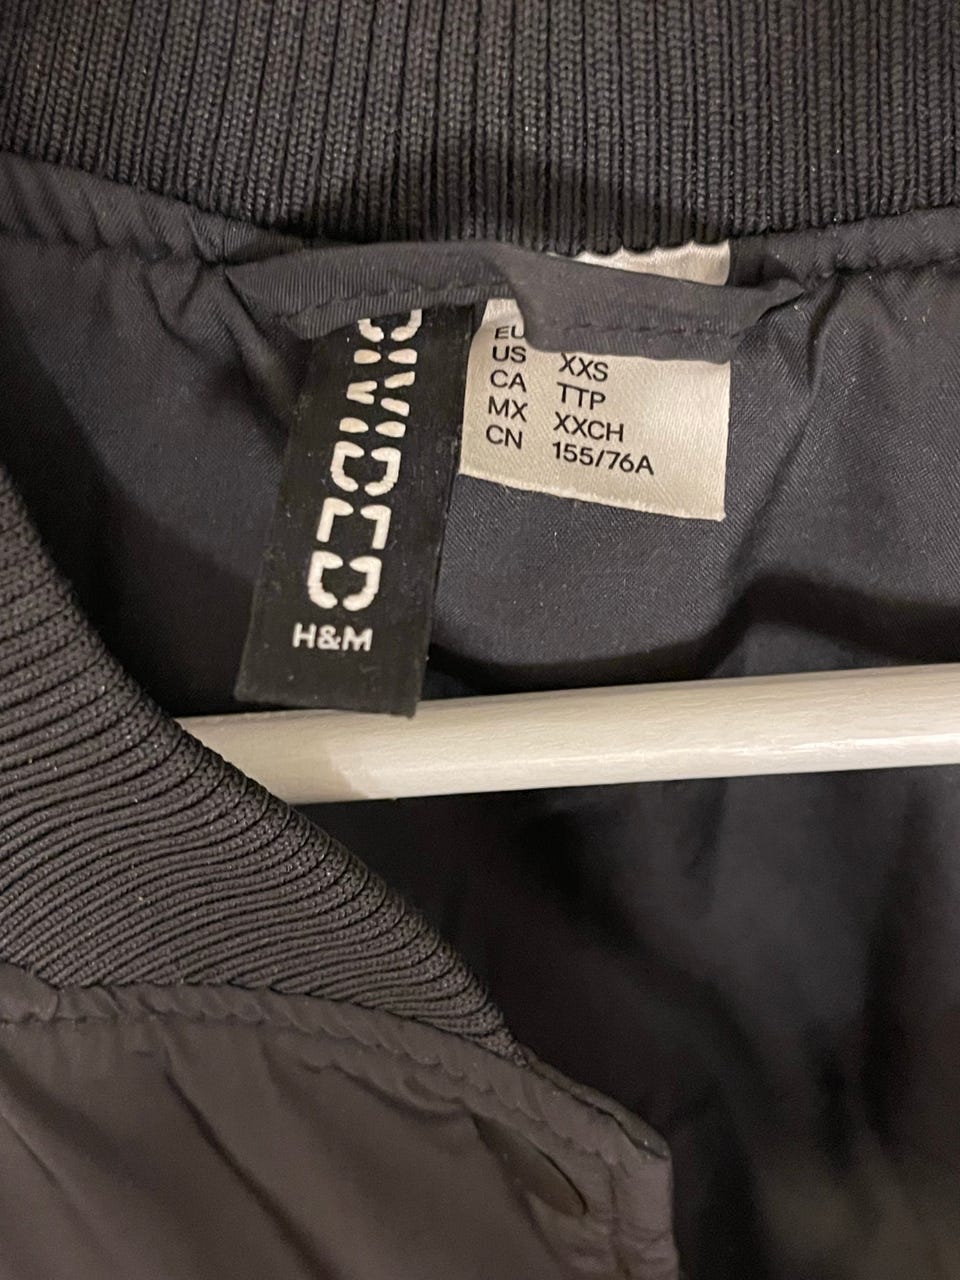 DIVIDED
H&M
EU
US XXS
CA TTP
MX XXCH
CN 155/76A